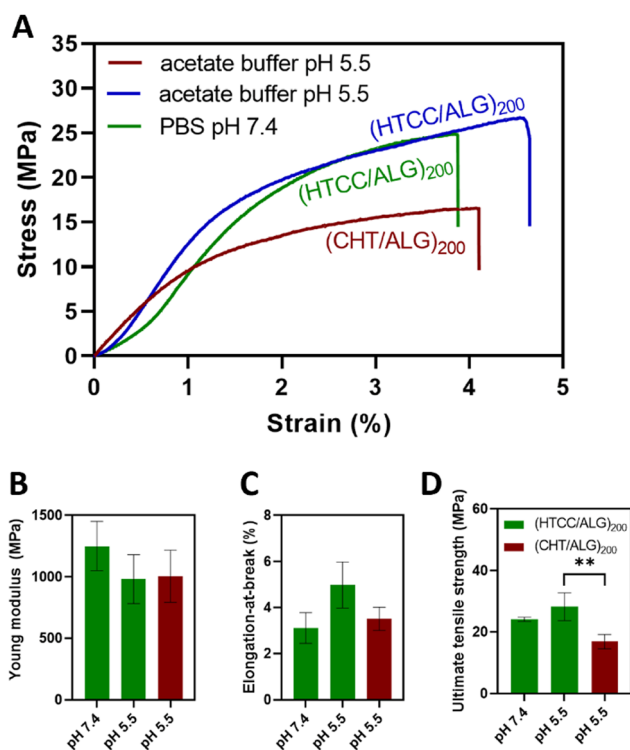 A
Stress (MPa)
35
30
25
20
15
10
5
0
acetate buffer pH 5.5
acetate buffer pH 5.5
PBS pH 7.4
(HTCC/ALG)200
(HTCC/ALG)200
(CHT/ALG)200
0 1 2 3 4 5
Strain (%)
B
Young modulus (MPa)
1500
1000
500
0
pH 7.4 pH 5.5 pH 5.5
C
Elongation-at-break (%)
8
6
4
2
0
pH 7.4 pH 5.5 pH 5.5
D
Ultimate tensile strength (MPa)
60
40
20
0
(HTCC/ALG)200
(CHT/ALG)200
**
pH 7.4 pH 5.5 pH 5.5